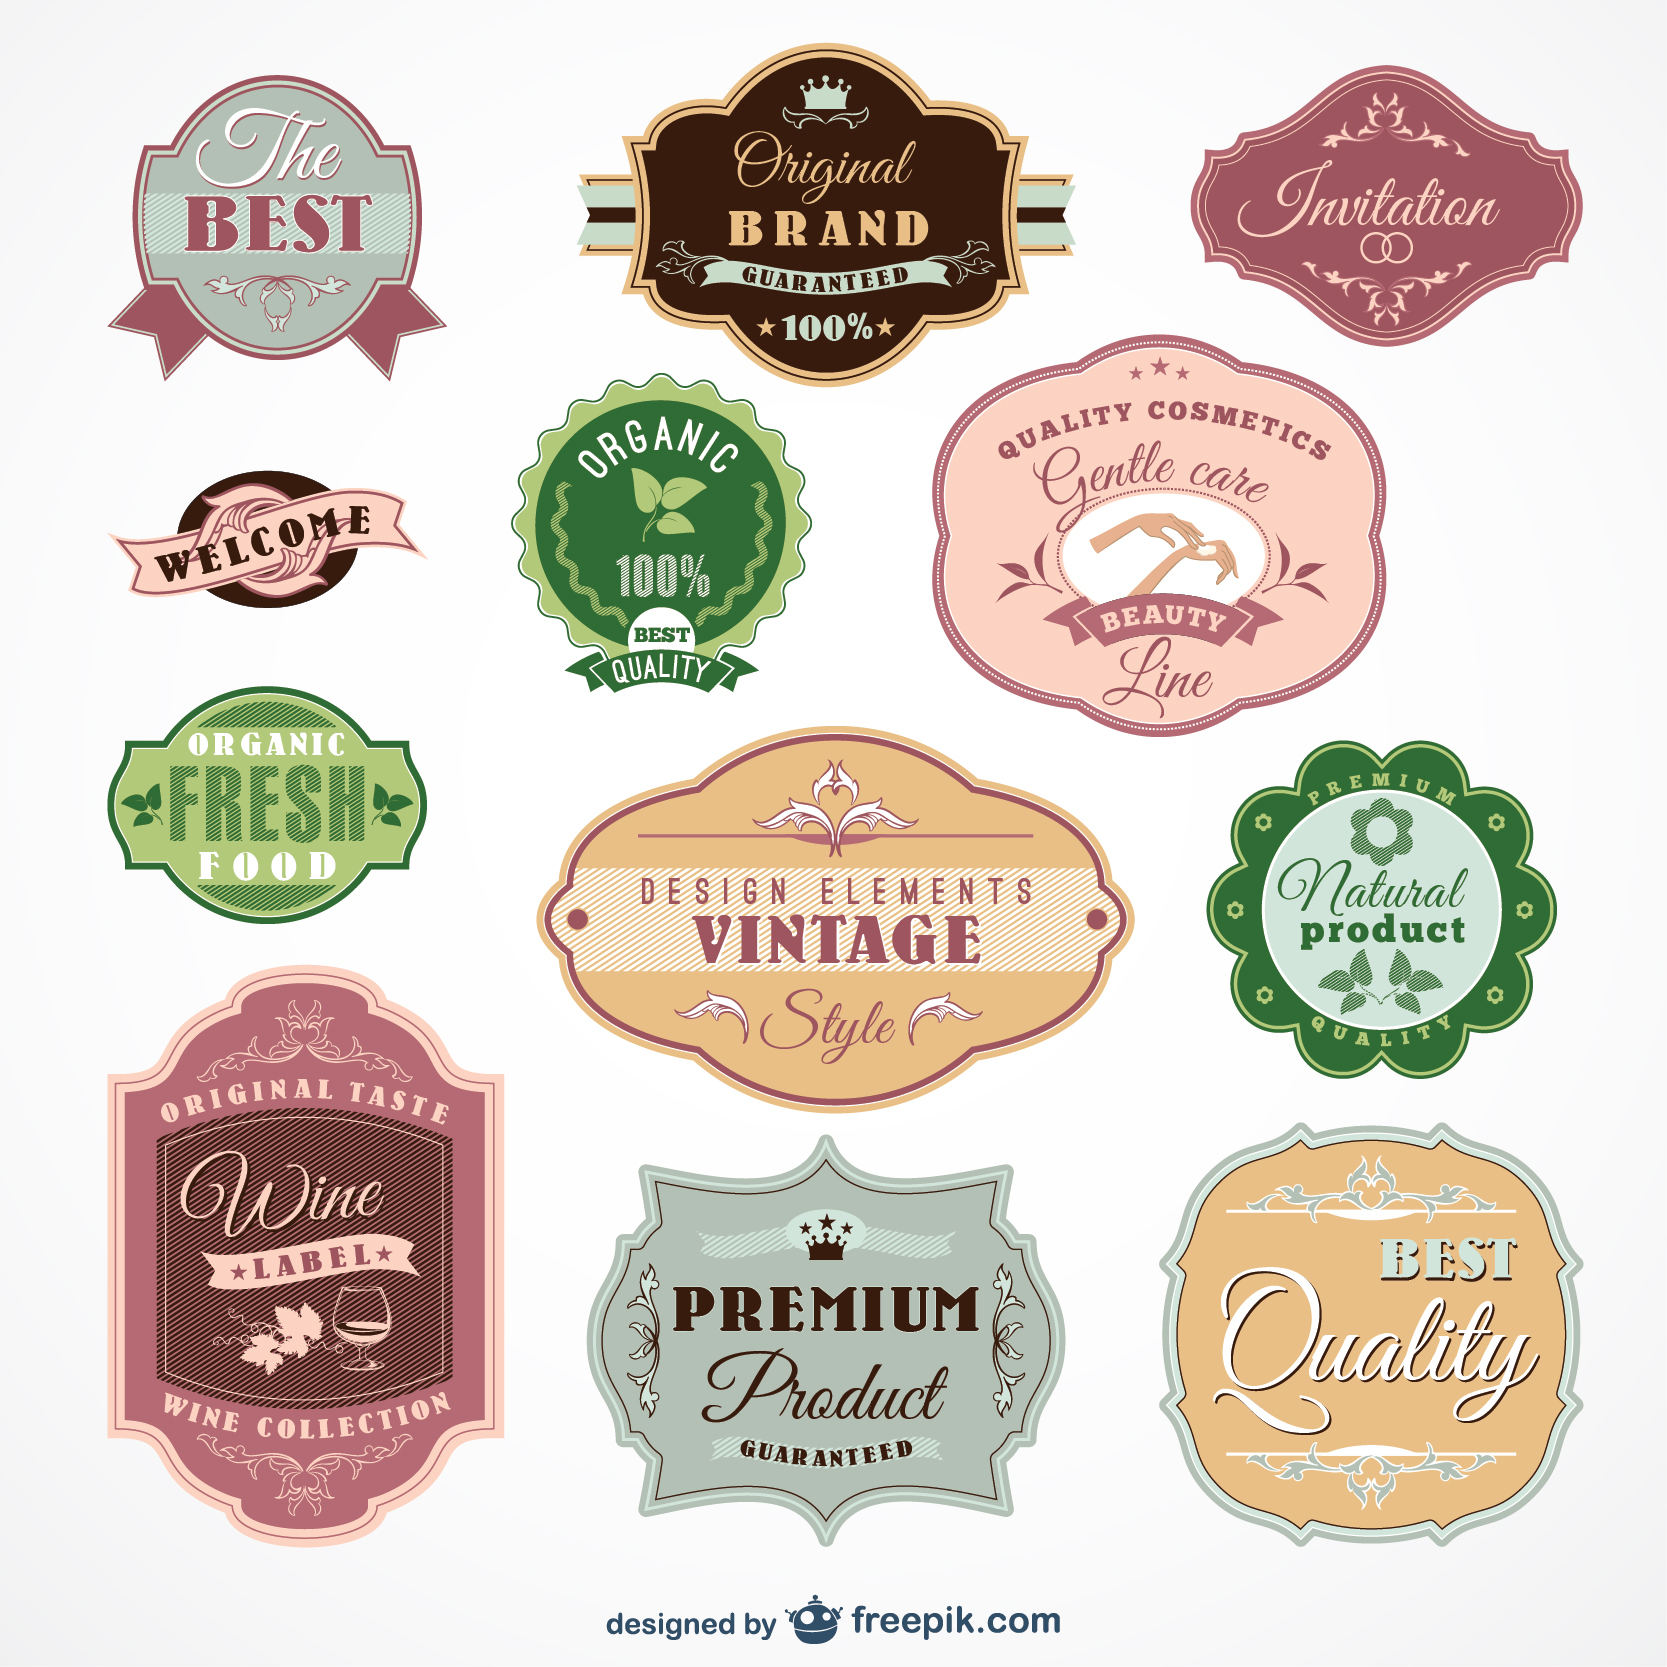 The
BEST
Original
BRAND
GUARANTEED
100%
Invitation
WELCOME
ORGANIC
100%
BEST
QUALITY
QUALITY COSMETICS
Gentle care
BEAUTY
Line
ORGANIC
FRESH
FOOD
DESIGN ELEMENTS
VINTAGE
Style
PREMIUM
Natural
product
QUALITY
ORIGINAL TASTE
Wine
LABEL
WINE COLLECTION
PREMIUM
Product
GUARANTEED
BEST
Quality
designed by freepik.com